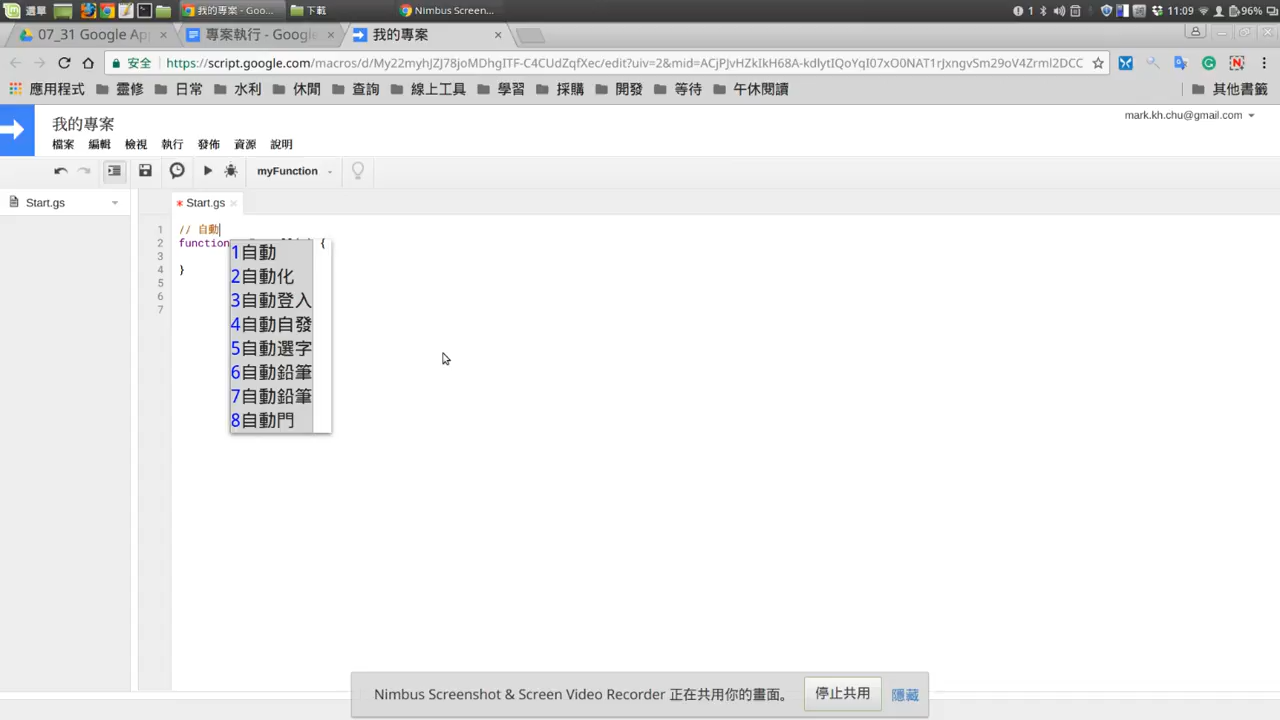 選單
我的專案 - Goo...
下載
Nimbus Screen...
1
11:09
96%
07_31 Google Ap
專案執行 - Google
我的專案
安全
https://script.google.com/macros/d/My22myhJZJ78joMDhgITF-C4CUdZqfXec/edit?uiv=2&mid=ACjPJvHZkIkH68A-kdlytIQoYqI07xO0NAT1rJxngvSm29oV4Zrml2DCC
應用程式 靈修 日常 水利 休閒 查詢 線上工具 學習 採購 開發 等待 午休閱讀 其他書籤
我的專案
mark.kh.chu@gmail.com
檔案 編輯 檢視 執行 發佈 資源 說明
myFunction
Start.gs
* Start.gs
1 // 自動
2 function {
3
4 }
5
6
7
1自動
2自動化
3自動登入
4自動自發
5自動選字
6自動鉛筆
7自動鉛筆
8自動門
Nimbus Screenshot & Screen Video Recorder 正在共用你的畫面。
停止共用
隱藏